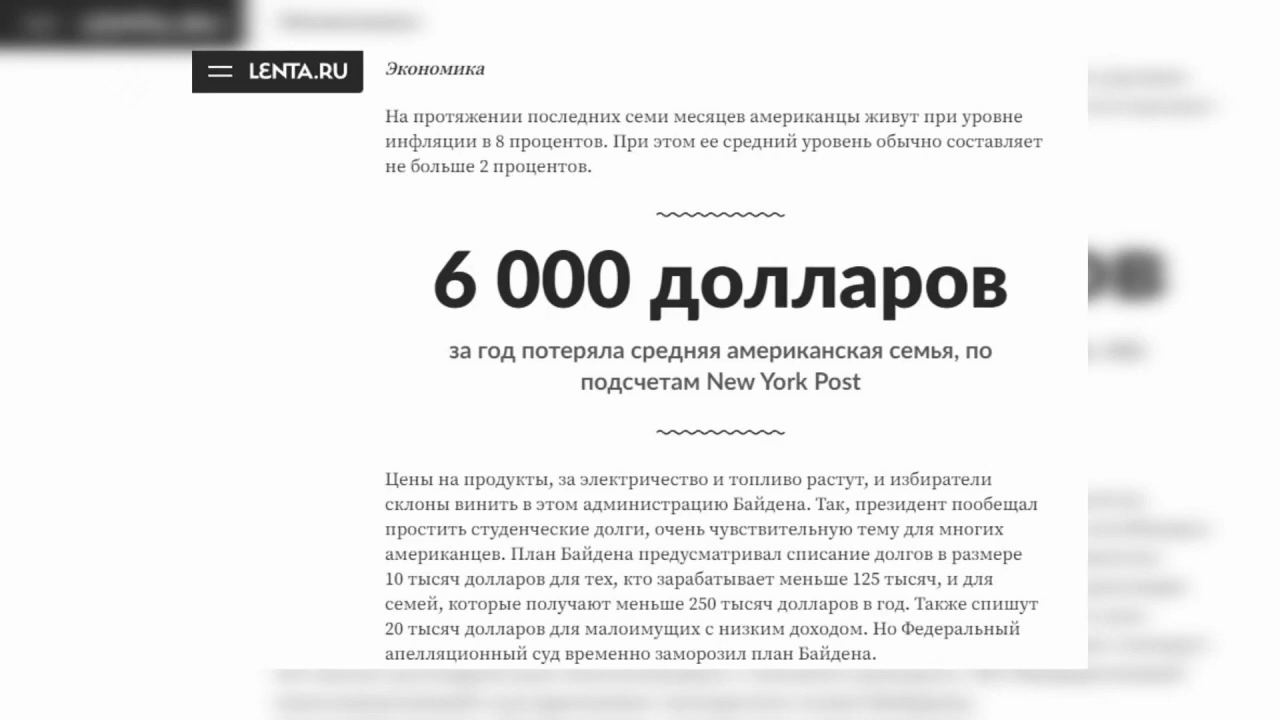 LENTA.RU
Экономика
На протяжении последних семи месяцев американцы живут при уровне
инфляции в 8 процентов. При этом ее средний уровень обычно составляет
не больше 2 процентов.
6 000 долларов
за год потеряла средняя американская семья, по
подсчетам New York Post
Цены на продукты, за электричество и топливо растут, и избиратели
склоны винить в этом администрацию Байдена. Так, президент пообещал
простить студенческие долги, очень чувствительную тему для многих
американцев. План Байдена предусматривал списание долгов в размере
10 тысяч долларов для тех, кто зарабатывает меньше 125 тысяч, и для
семей, которые получают меньше 250 тысяч долларов в год. Также спишут
20 тысяч долларов для малоимущих с низким доходом. Но Федеральный
апелляционный суд временно заморозил план Байдена.